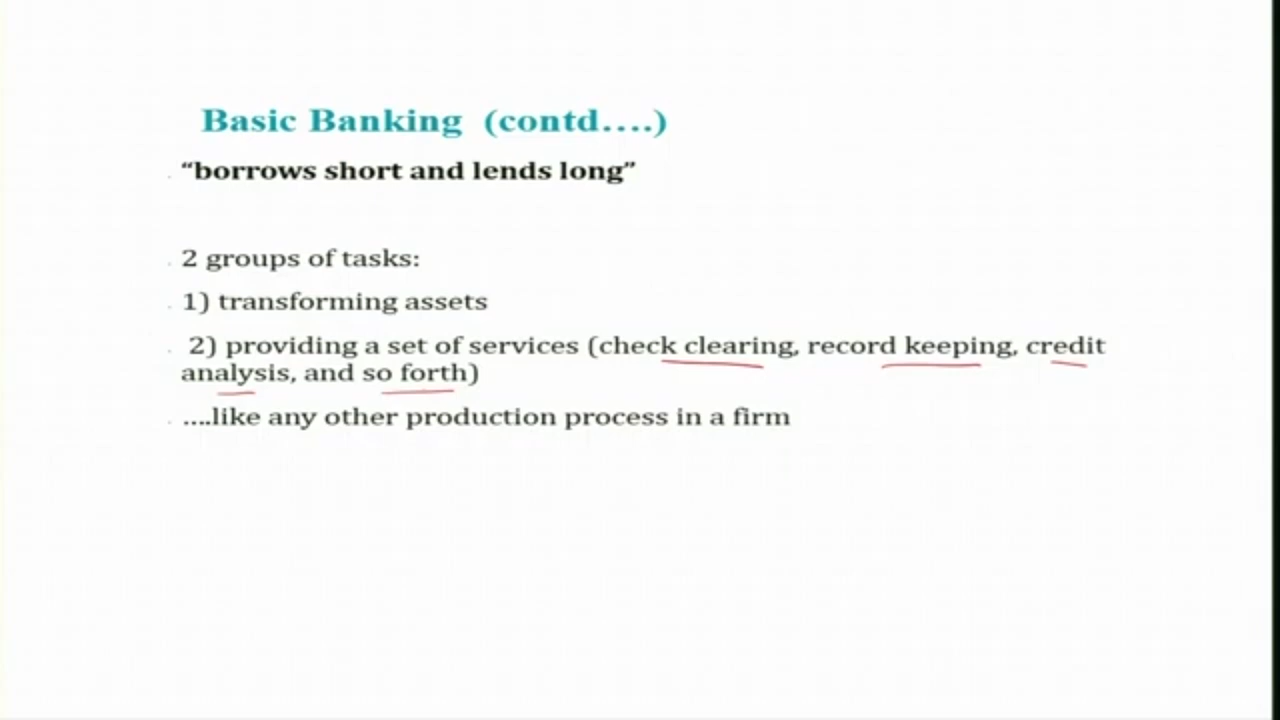 Basic Banking (contd....)
“borrows short and lends long”
2 groups of tasks:
1) transforming assets
2) providing a set of services (check clearing, record keeping, credit
analysis, and so forth)
....like any other production process in a firm